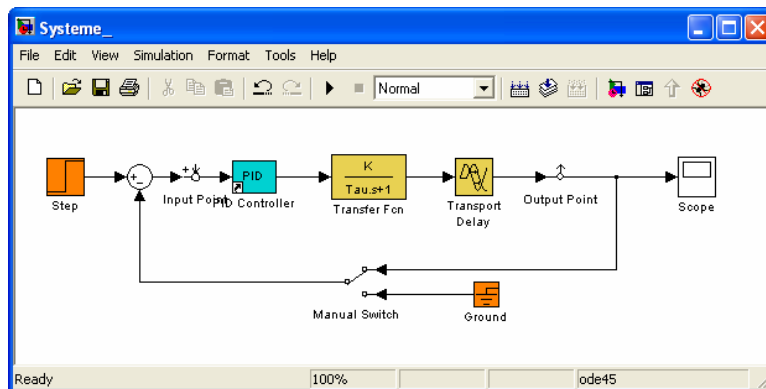 Systeme_
File Edit View Simulation Format Tools Help
Normal
K
Tau.s+1
PID
+
-
Step
Input Point
PID Controller
Transfer Fcn
Transport
Delay
Output Point
Scope
Manual Switch
Ground
Ready 100% ode45